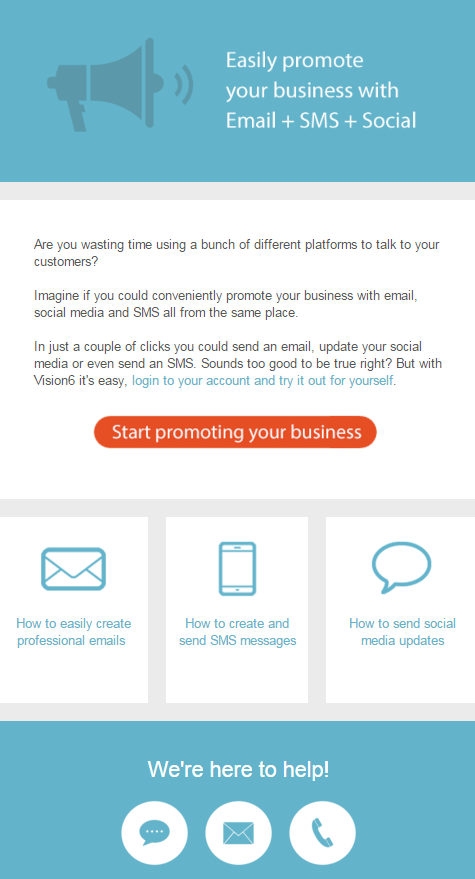 Easily promote
your business with
Email + SMS + Social
Are you wasting time using a bunch of different platforms to talk to your
customers?
Imagine if you could conveniently promote your business with email,
social media and SMS all from the same place.
In just a couple of clicks you could send an email, update your social
media or even send an SMS. Sounds too good to be true right? But with
Vision6 it's easy, login to your account and try it out for yourself.
Start promoting your business
How to easily create
professional emails
How to create and
send SMS messages
How to send social
media updates
We're here to help!